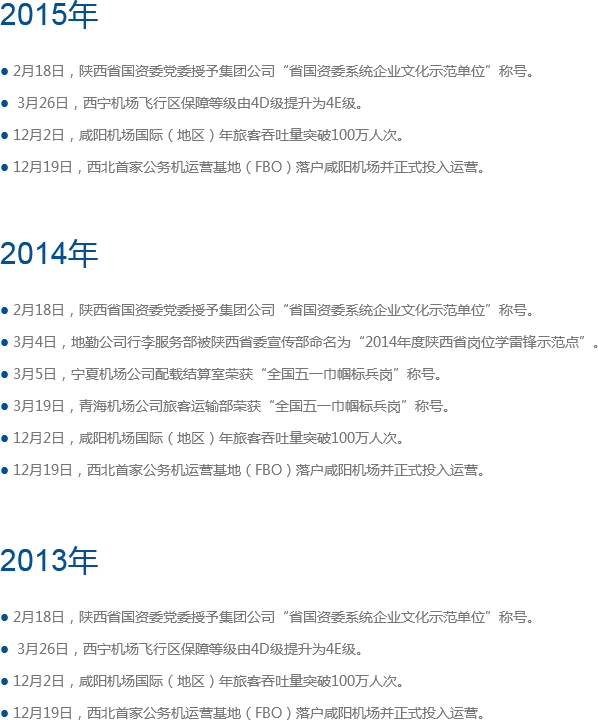 2015年
● 2月18日，陕西省国资委党委授予集团公司“省国资委系统企业文化示范单位”称号。
● 3月26日，西宁机场飞行区保障等级由4D级提升为4E级。
● 12月2日，咸阳机场国际（地区）年旅客吞吐量突破100万人次。
● 12月19日，西北首家公务机运营基地（FBO）落户咸阳机场并正式投入运营。
2014年
● 2月18日，陕西省国资委党委授予集团公司“省国资委系统企业文化示范单位”称号。
● 3月4日，地勤公司行李服务部被陕西省委宣传部命名为“2014年度陕西省岗位学雷锋示范点”。
● 3月5日，宁夏机场公司配载结算室荣获“全国五一巾帼标兵岗”称号。
● 3月19日，青海机场公司旅客运输部荣获“全国五一巾帼标兵岗”称号。
● 12月2日，咸阳机场国际（地区）年旅客吞吐量突破100万人次。
● 12月19日，西北首家公务机运营基地（FBO）落户咸阳机场并正式投入运营。
2013年
● 2月18日，陕西省国资委党委授予集团公司“省国资委系统企业文化示范单位”称号。
● 3月26日，西宁机场飞行区保障等级由4D级提升为4E级。
● 12月2日，咸阳机场国际（地区）年旅客吞吐量突破100万人次。
● 12月19日，西北首家公务机运营基地（FBO）落户咸阳机场并正式投入运营。